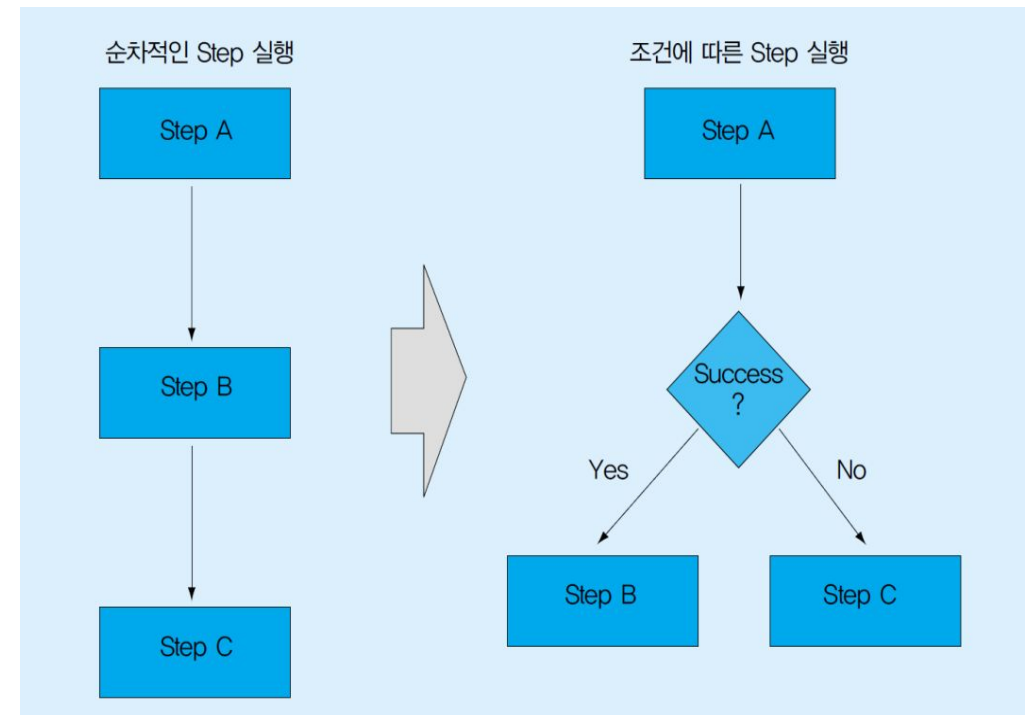 순차적인 Step 실행
Step A
Step B
Step C
조건에 따른 Step 실행
Step A
Success
?
Yes
No
Step B
Step C